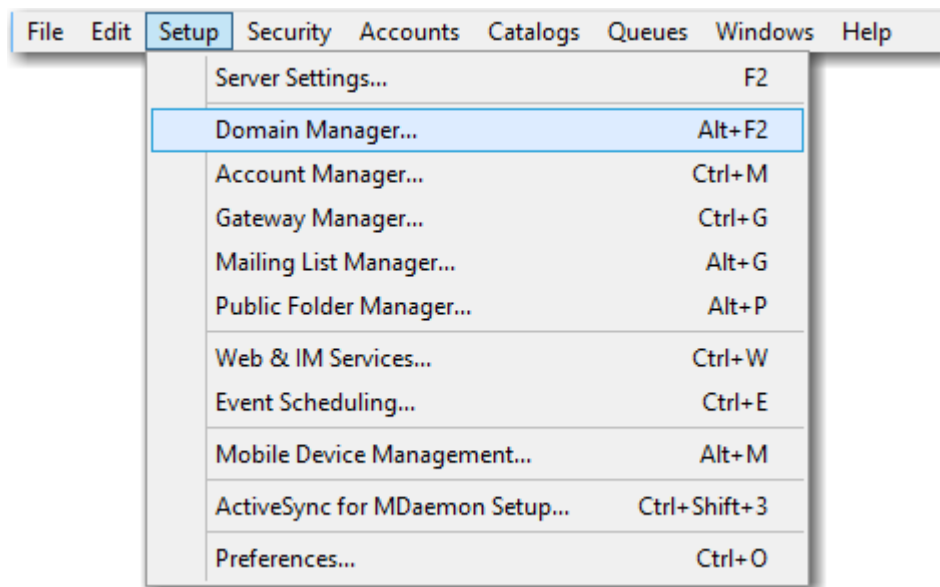 File Edit Setup Security Accounts Catalogs Queues Windows Help
Server Settings... F2
Domain Manager... Alt+F2
Account Manager... Ctrl+M
Gateway Manager... Ctrl+G
Mailing List Manager... Alt+G
Public Folder Manager... Alt+P
Web & IM Services... Ctrl+W
Event Scheduling... Ctrl+E
Mobile Device Management... Alt+M
ActiveSync for MDaemon Setup... Ctrl+Shift+3
Preferences... Ctrl+O